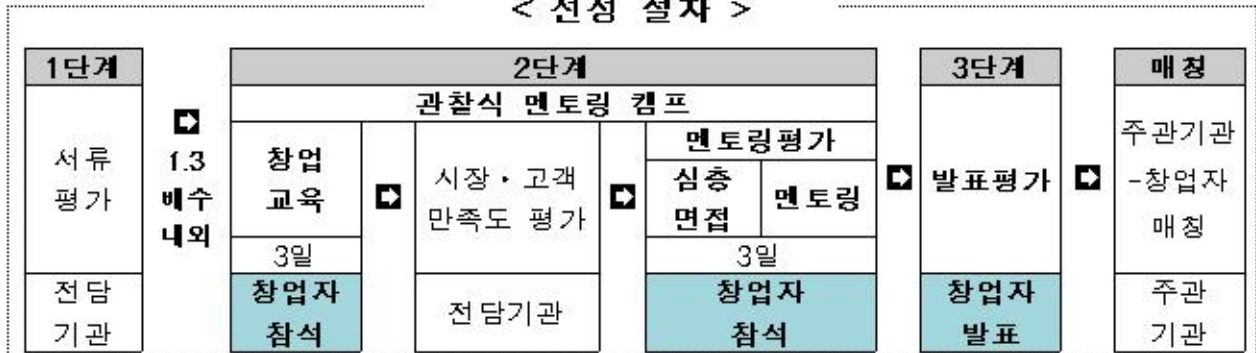 < 선정 절차 >
1단계
2단계
3단계
매칭
관찰식 멘토링 캠프
서류
평가
1.3
배수
내외
창업
교육
3일
시장·고객
만족도 평가
멘토링평가
심층
면접
멘토링
3일
발표평가
주관기관
-창업자
매칭
전담
기관
창업자
참석
전담기관
창업자
참석
창업자
발표
주관
기관